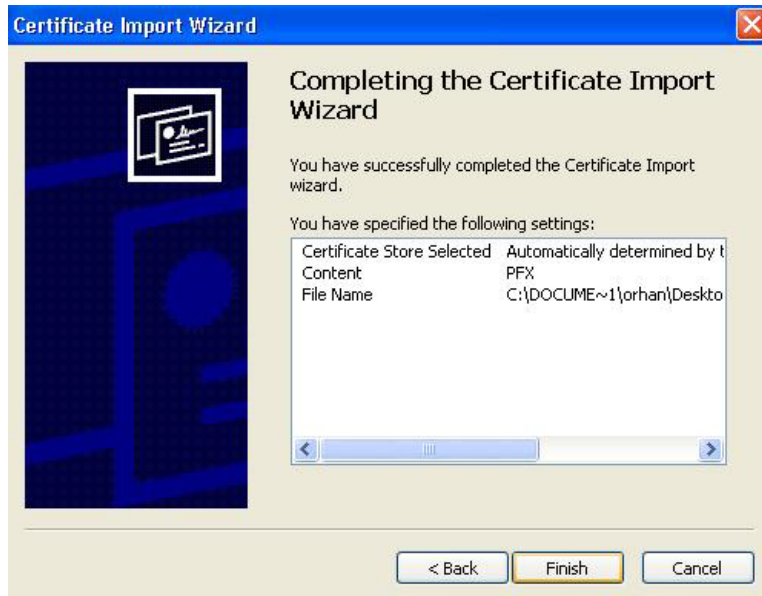 Certificate Import Wizard
Completing the Certificate Import
Wizard
You have successfully completed the Certificate Import
wizard.
You have specified the following settings:
Certificate Store Selected Automatically determined by t
Content PFX
File Name C:\DOCUME~1\orhan\Deskto
< Back Finish Cancel